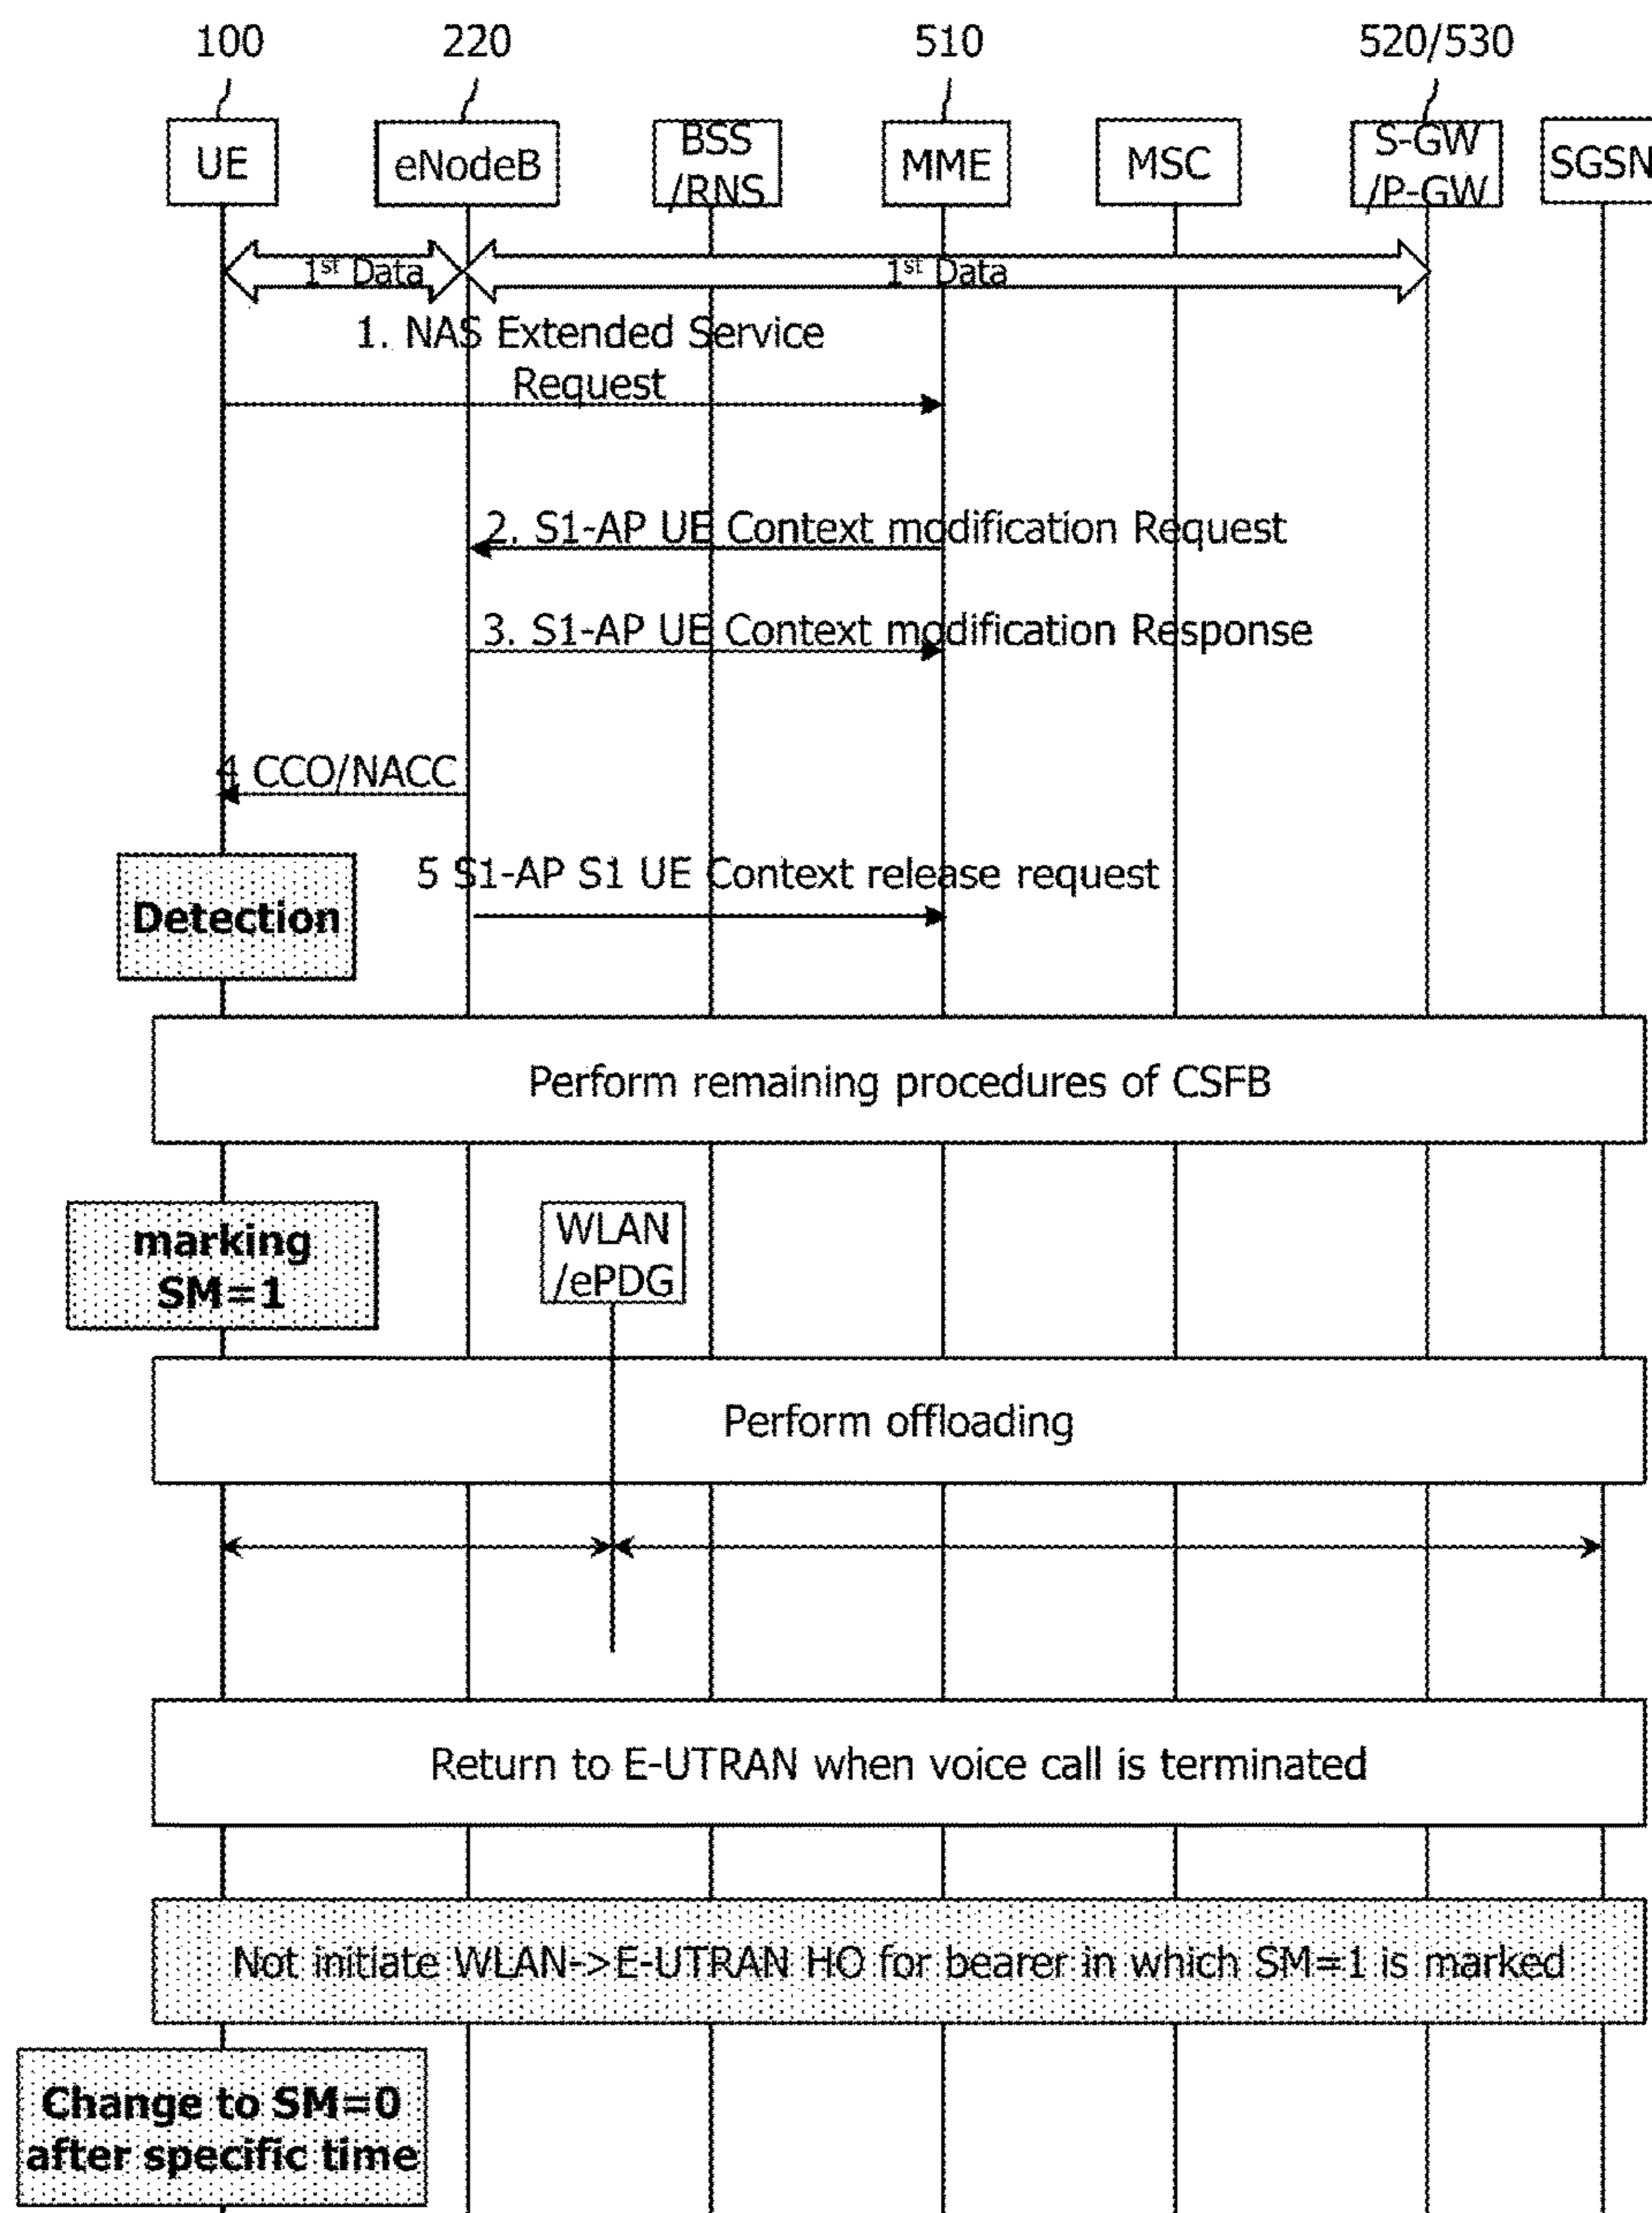 100
220
510
520/530
UE
eNodeB
BSS
/RNS
MME
MSC
S-GW
/P-GW
SGSN
1st Data
1st Data
1. NAS Extended Service
Request
2. S1-AP UE Context modification Request
3. S1-AP UE Context modification Response
4 CCO/NACC
5 S1-AP S1 UE Context release request
Detection
Perform remaining procedures of CSFB
marking
SM=1
WLAN
/ePDG
Perform offloading
Return to E-UTRAN when voice call is terminated
Not initiate WLAN->E-UTRAN HO for bearer in which SM=1 is marked
Change to SM=0
after specific time